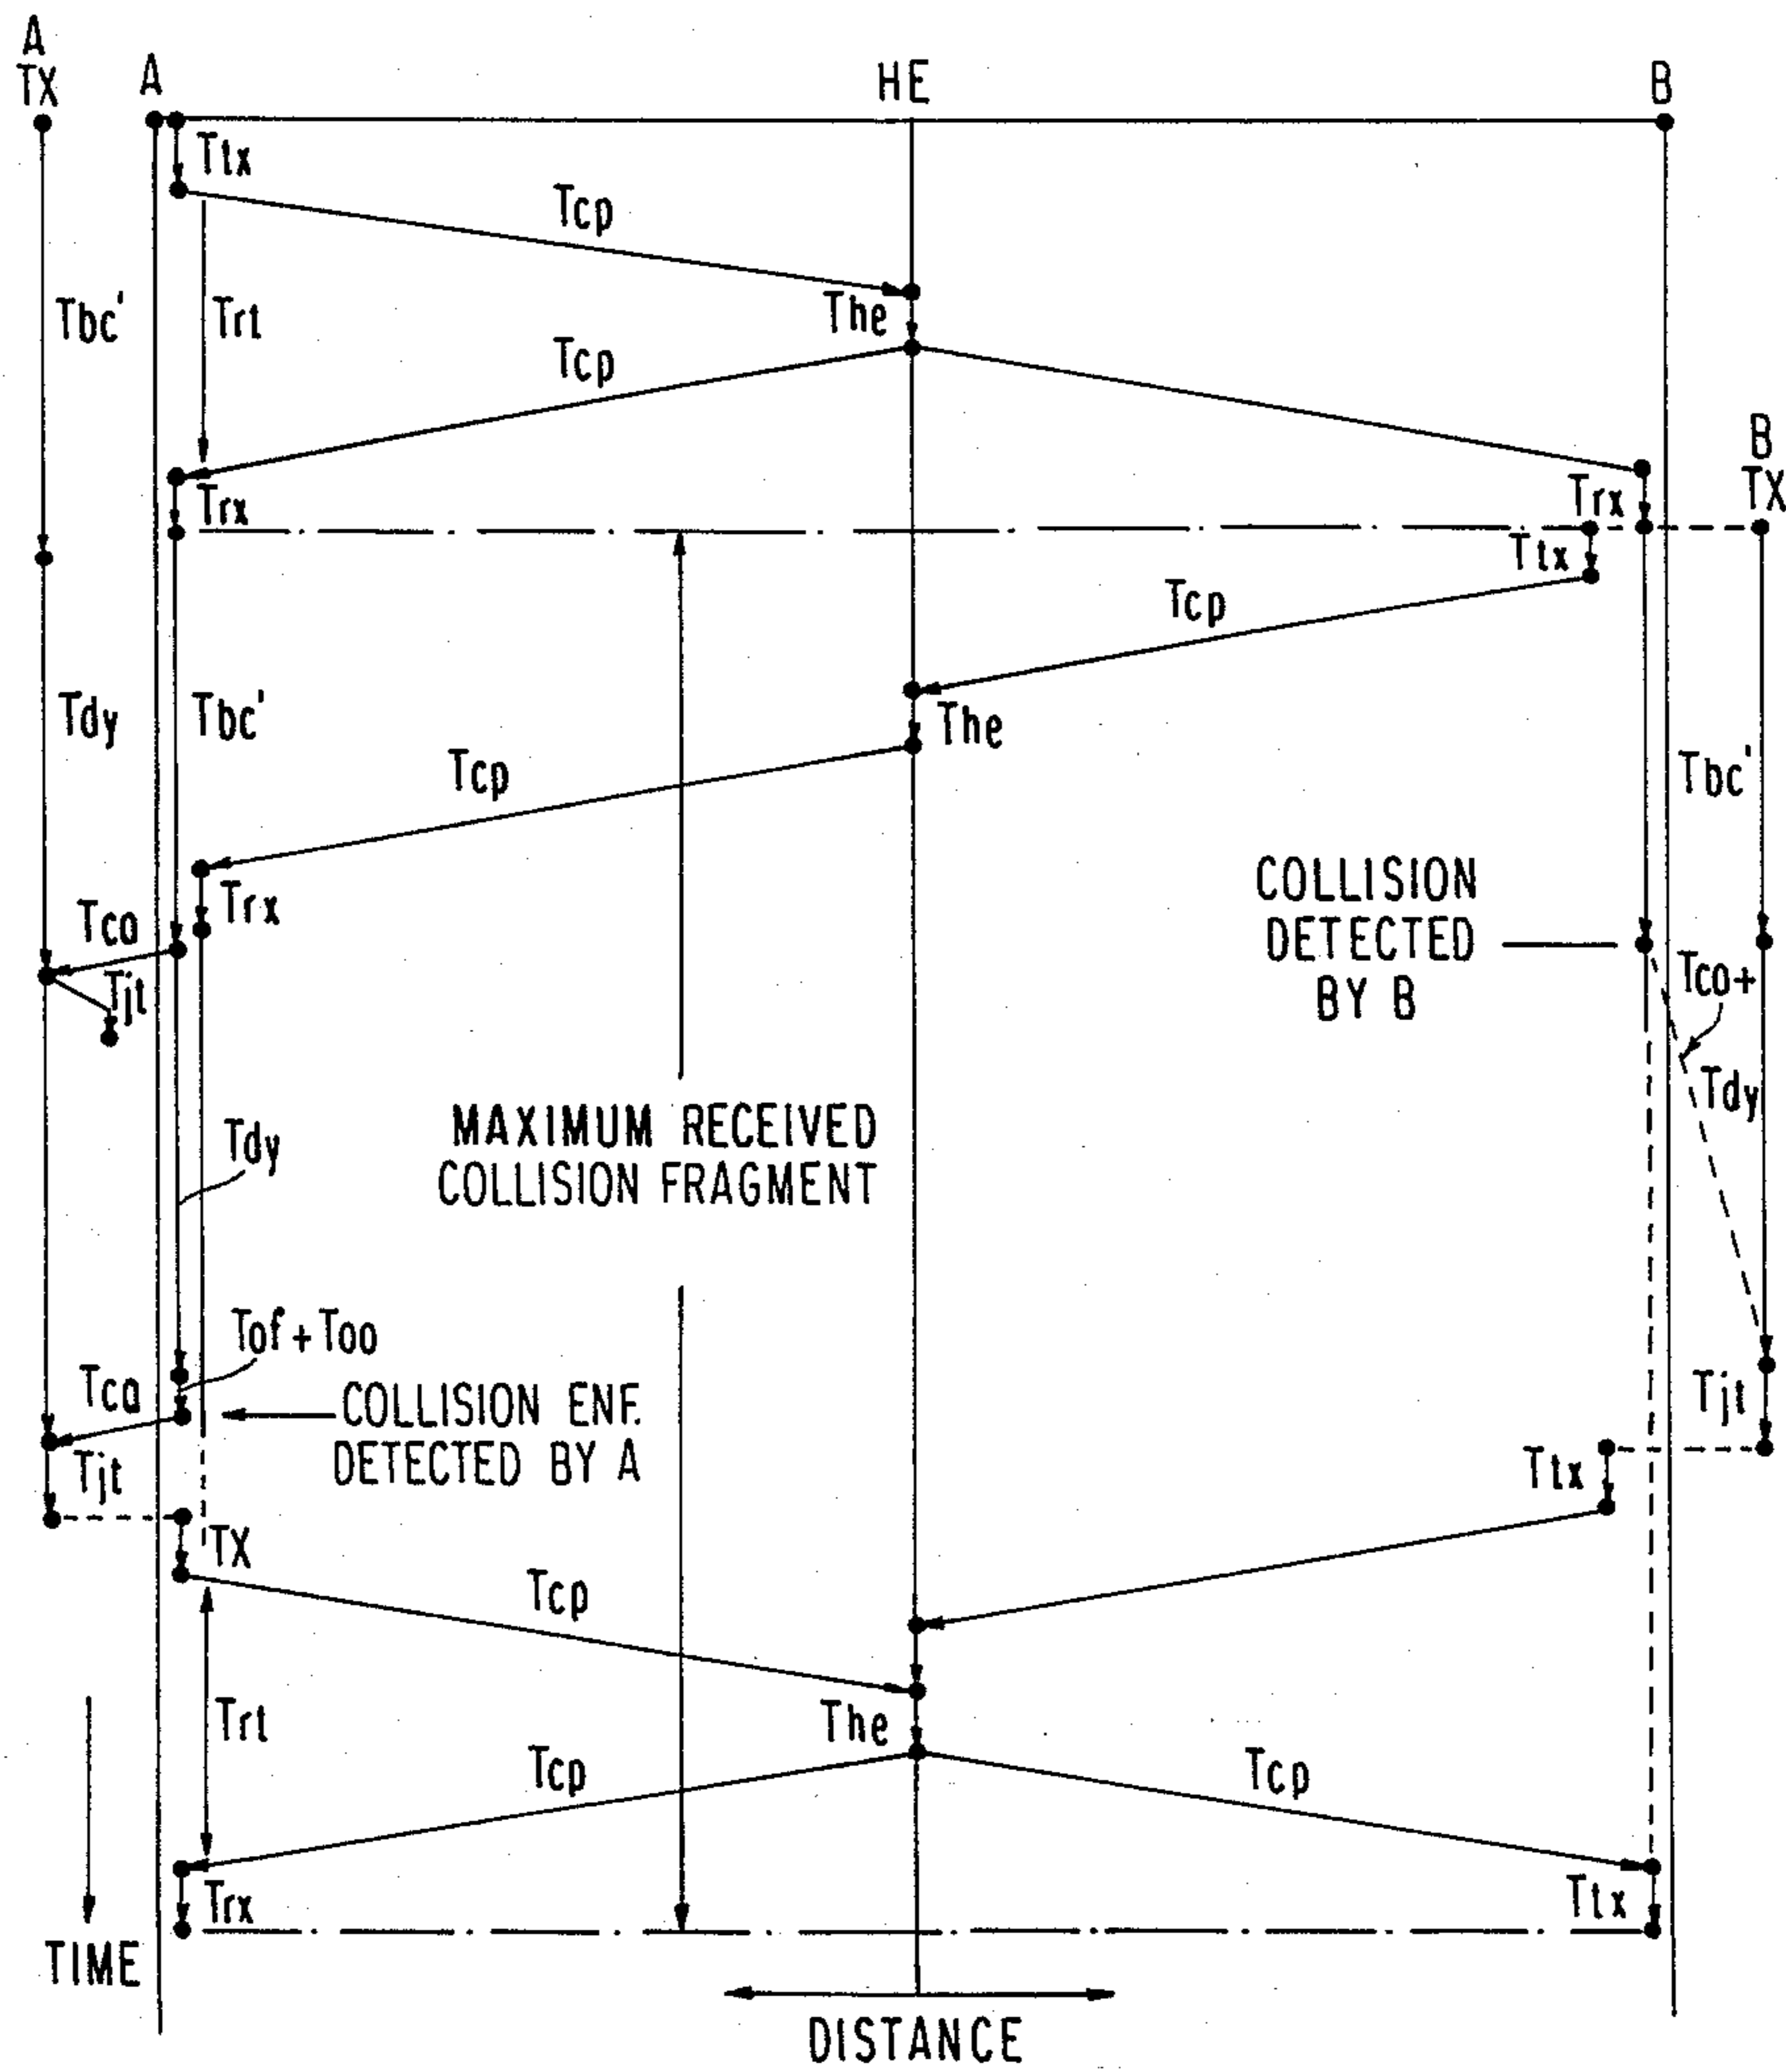 A
TX
A
HE
B
Ttx
Tcp
Tbc'
Trt
The
Tcp
B
TX
Trx
Trx
Ttx
Tcp
Tdy
Tbc'
The
Tcp
Tbc'
COLLISION
DETECTED
BY B
Trx
Tco
Tjt
Tco+
Tdy
MAXIMUM RECEIVED
COLLISION FRAGMENT
Tdy
Tof + Too
Tco
COLLISION ENF.
DETECTED BY A
Tjt
Tjt
Ttx
TX
Tcp
Trt
The
Tcp
Tcp
Trx
Ttx
TIME
DISTANCE